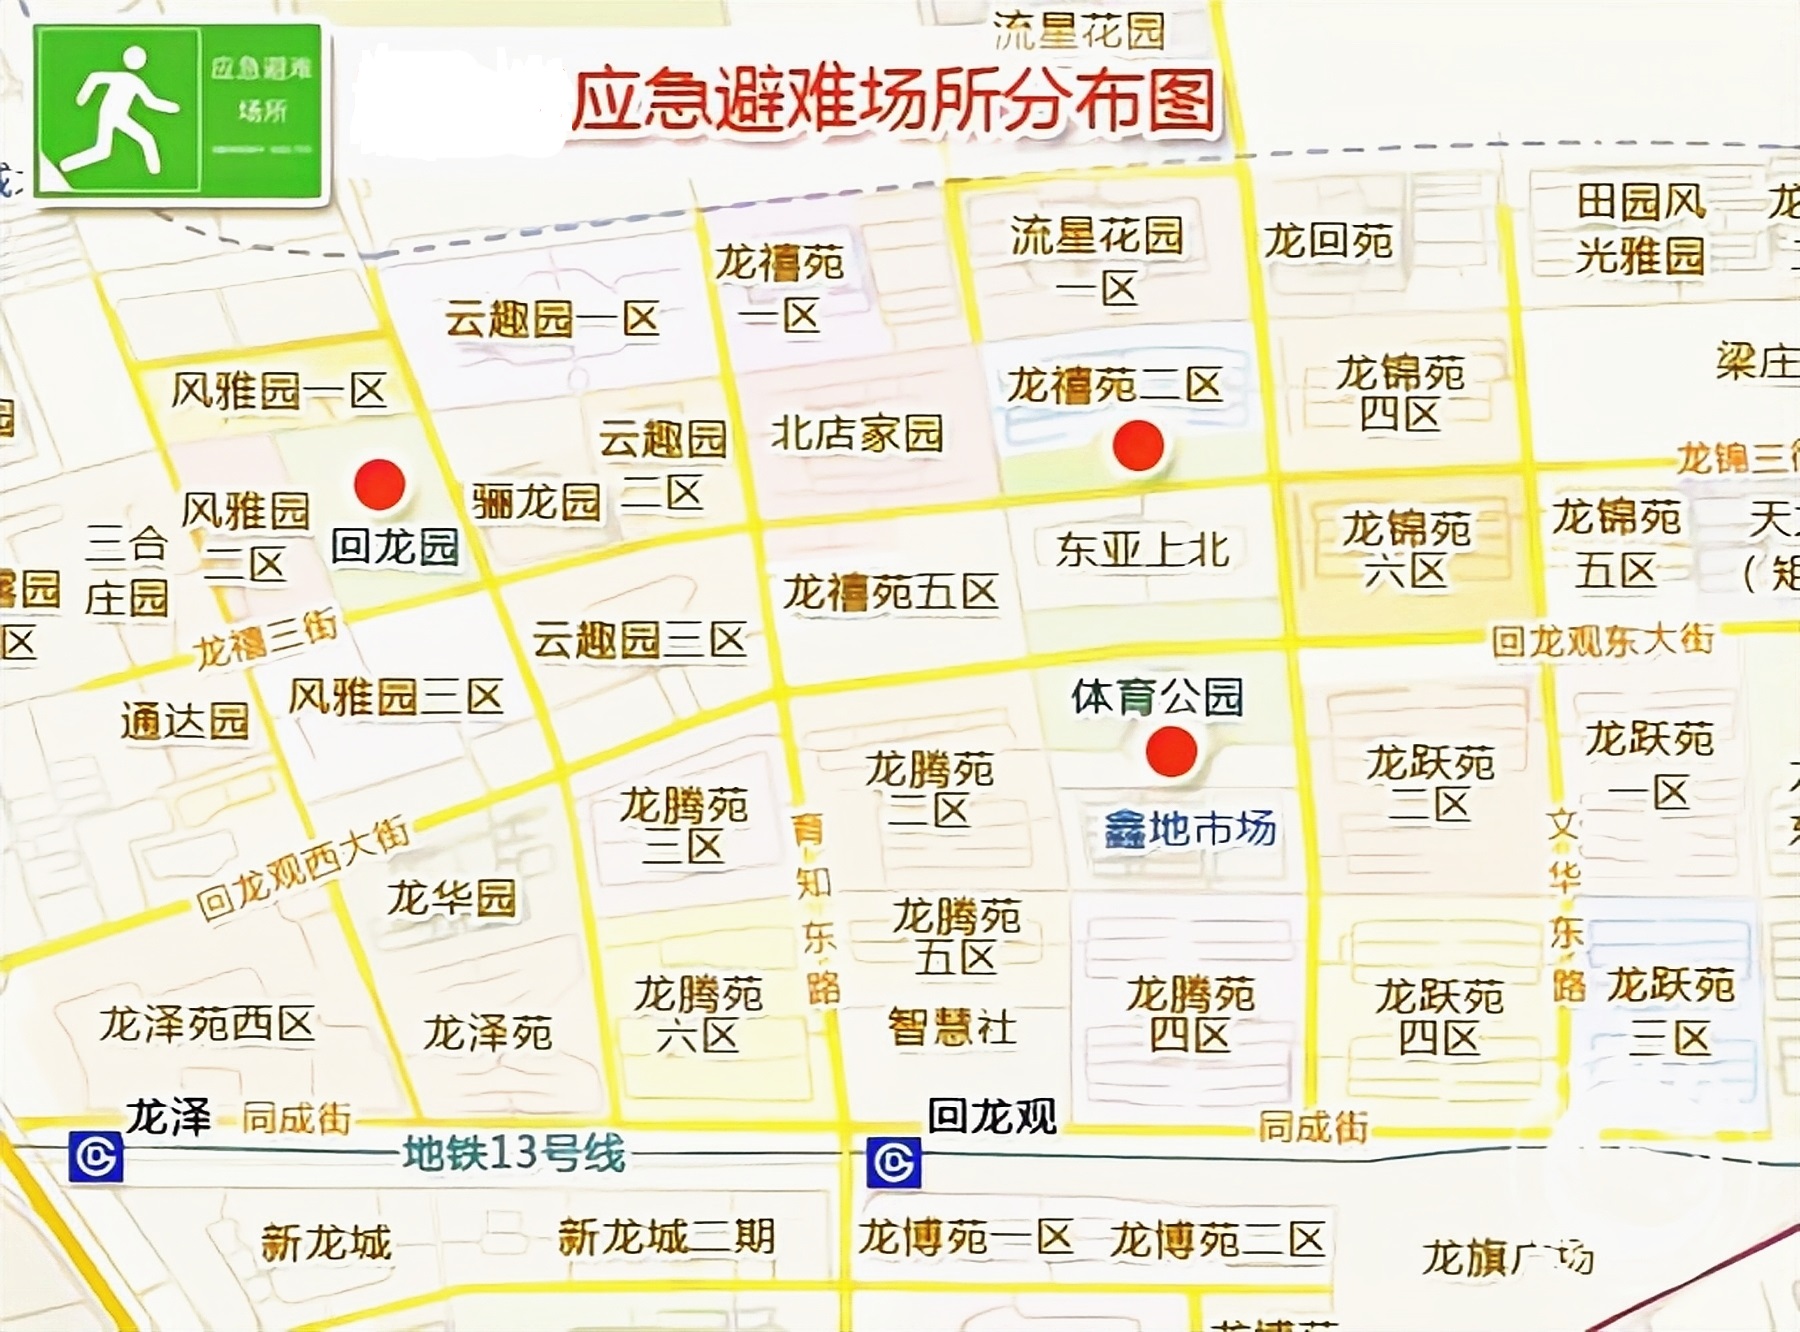 流星花园
应急避难
场所
应急避难场所分布图
田园风
光雅园
流星花园
一区
龙回苑
龙禧苑
一区
云趣园一区
风雅园一区
龙禧苑二区
龙锦苑
四区
梁庄
云趣园
二区
北店家园
龙锦三街
骊龙园
风雅园
二区
回龙园
三合
庄园
东亚上北
龙锦苑
六区
龙锦苑
五区
龙禧苑五区
园
区
龙禧三街
云趣园三区
回龙观东大街
风雅园三区
通达园
体育公园
龙跃苑
一区
龙跃苑
二区
龙腾苑
二区
龙腾苑
三区
鑫地市场
育知东路
文华东路
回龙观西大街
龙华园
龙腾苑
五区
龙腾苑
六区
智慧社
龙腾苑
四区
龙跃苑
四区
龙跃苑
三区
龙泽苑西区
龙泽苑
龙泽
同成街
回龙观
同成街
地铁13号线
新龙城
新龙城二期
龙博苑一区
龙博苑二区
龙旗广场
龙博苑